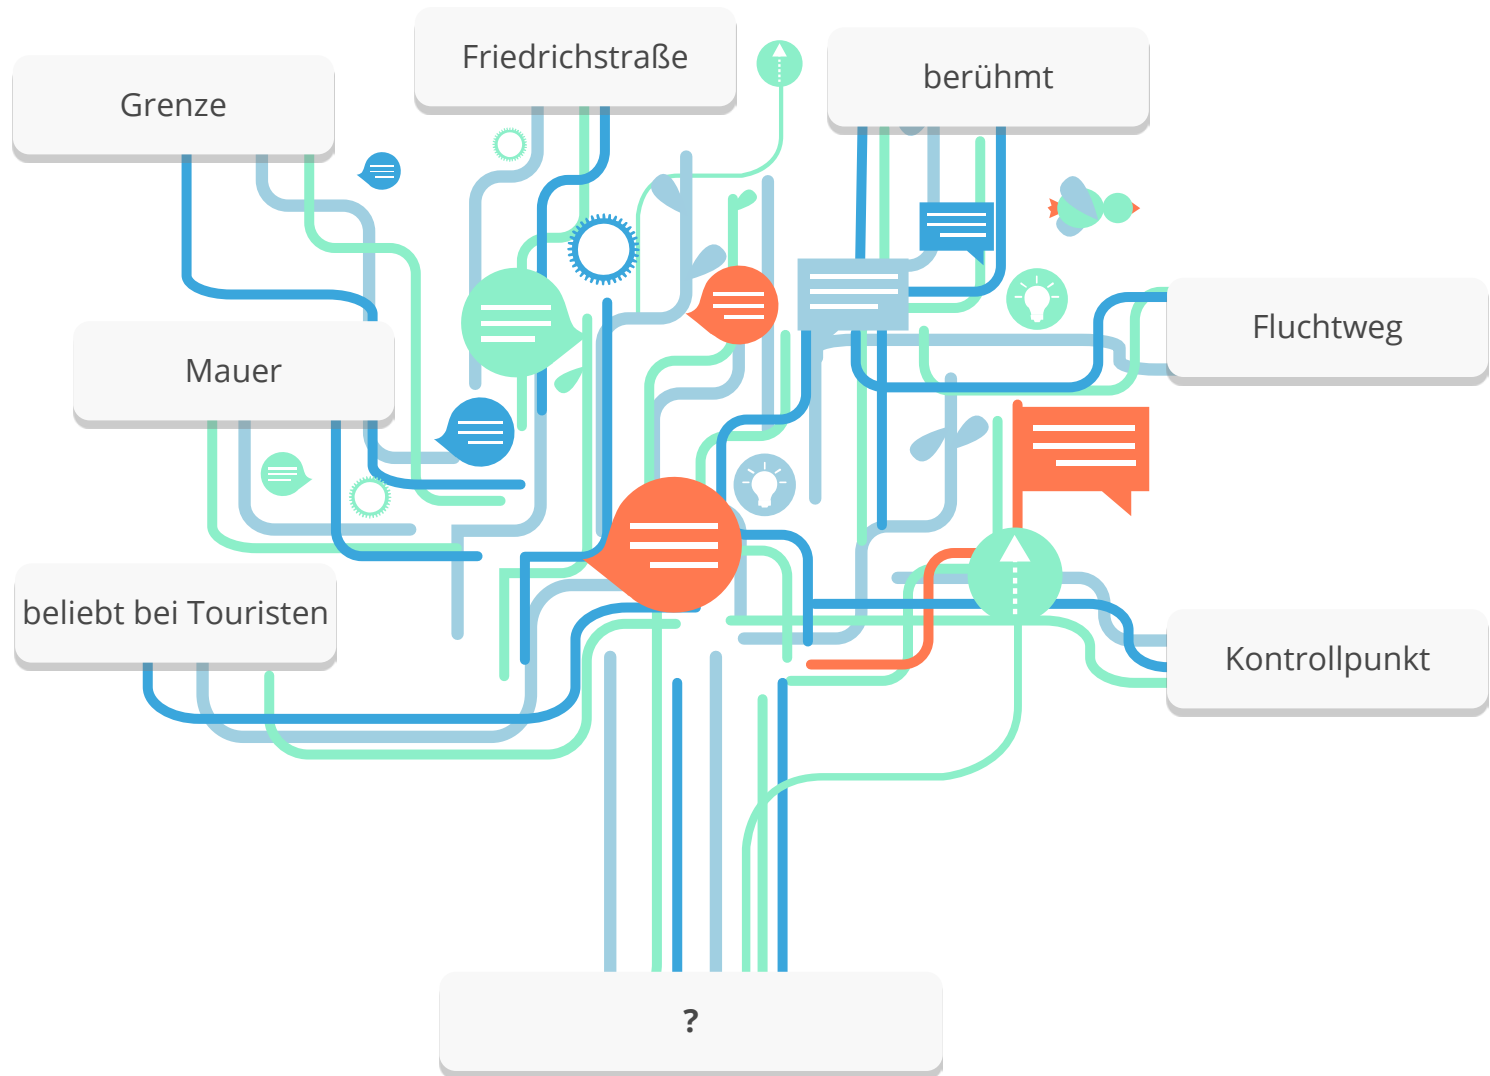 Friedrichstraße
berühmt
Grenze
Fluchtweg
Mauer
beliebt bei Touristen
Kontrollpunkt
?